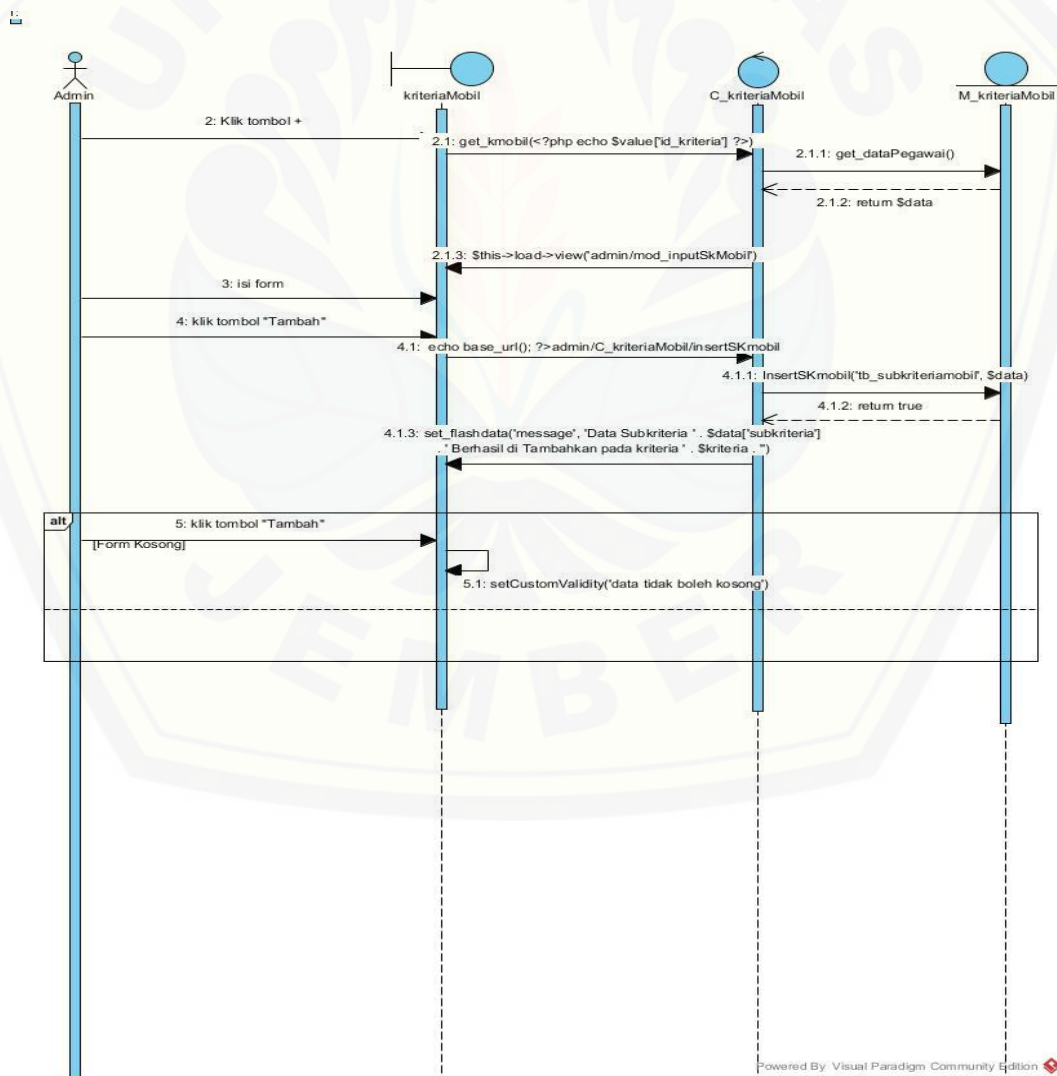 1:
Admin
kriteriaMobil
C_kriteriaMobil
M_kriteriaMobil
2: Klik tombol +
2.1: get_kmobil(<?php echo $value['id_kriteria'] ?>)
2.1.1: get_dataPegawai()
2.1.2: return $data
2.1.3: $this->load->view('admin/mod_inputSkMobil')
3: isi form
4: klik tombol "Tambah"
4.1: echo base_url(); ?>admin/C_kriteriaMobil/insertSKmobil
4.1.1: InsertSKmobil('tb_subkriteriamobil', $data)
4.1.2: return true
4.1.3: set_flashdata('message', 'Data Subkriteria ' . $data['subkriteria']
. ' Berhasil di Tambahkan pada kriteria ' . $kriteria . '')
alt
5: klik tombol "Tambah"
[Form Kosong]
5.1: setCustomValidity('data tidak boleh kosong')
JEMBER
Powered By Visual Paradigm Community Edition